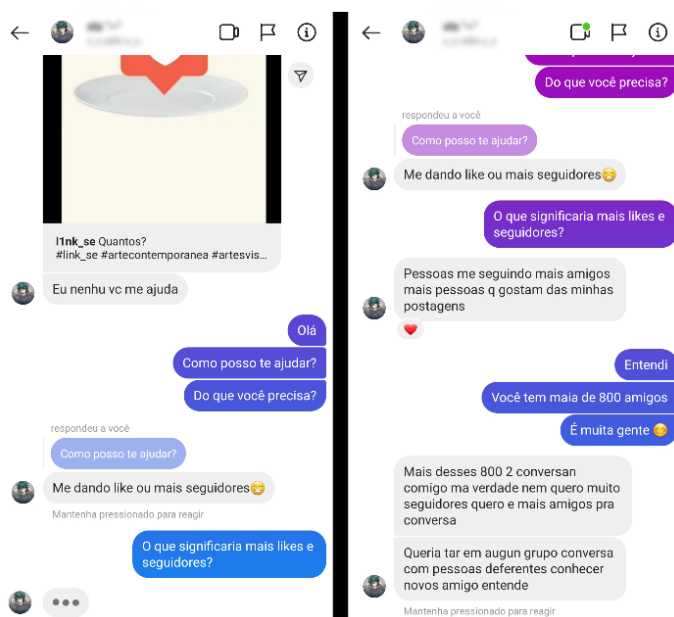 l1nk_se Quantos?
#link_se #artecontemporanea #artesvis...
Eu nenhu vc me ajuda
Olá
Como posso te ajudar?
Do que você precisa?
respondeu a você
Como posso te ajudar?
Me dando like ou mais seguidores😁
Mantenha pressionado para reagir
O que significaria mais likes e
seguidores?
Do que você precisa?
respondeu a você
Como posso te ajudar?
Me dando like ou mais seguidores😁
O que significaria mais likes e
seguidores?
Pessoas me seguindo mais amigos
mais pessoas q gostam das minhas
postagens
Entendi
Você tem maia de 800 amigos
É muita gente 😊
Mais desses 800 2 conversan
comigo ma verdade nem quero muito
seguidores quero e mais amigos pra
conversa
Queria tar em augun grupo conversa
com pessoas deferentes conhecer
novos amigo entende
Mantenha pressionado para reagir